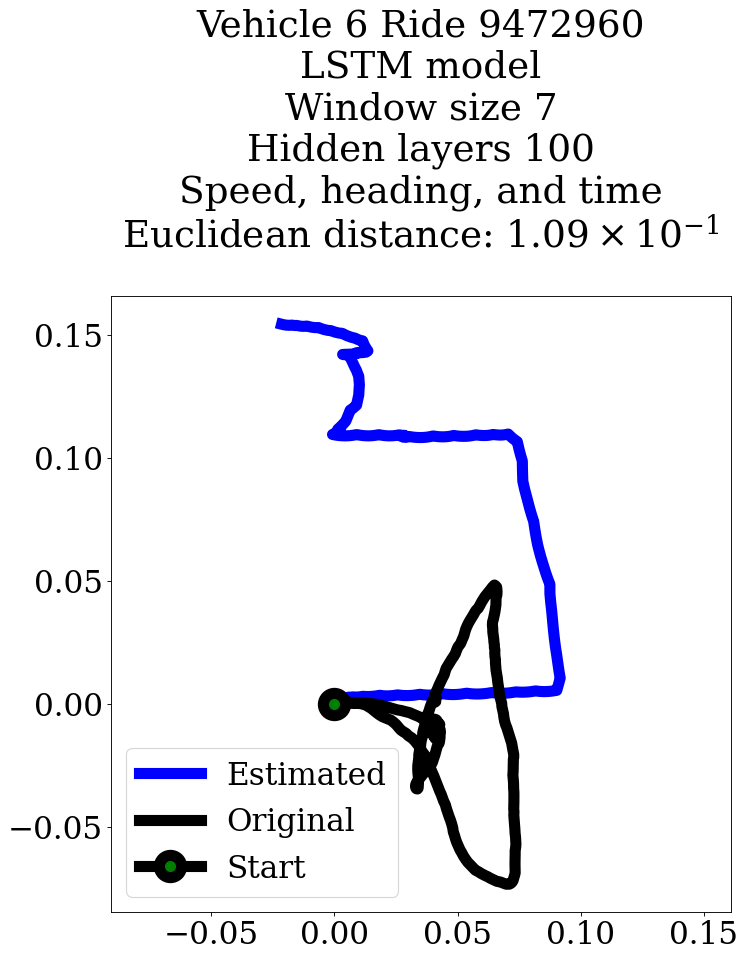 Vehicle 6 Ride 9472960
LSTM model
Window size 7
Hidden layers 100
Speed, heading, and time
Euclidean distance: 1.09 × 10⁻¹
0.15
0.10
0.05
0.00
−0.05
Estimated
Original
Start
−0.05 0.00 0.05 0.10 0.15